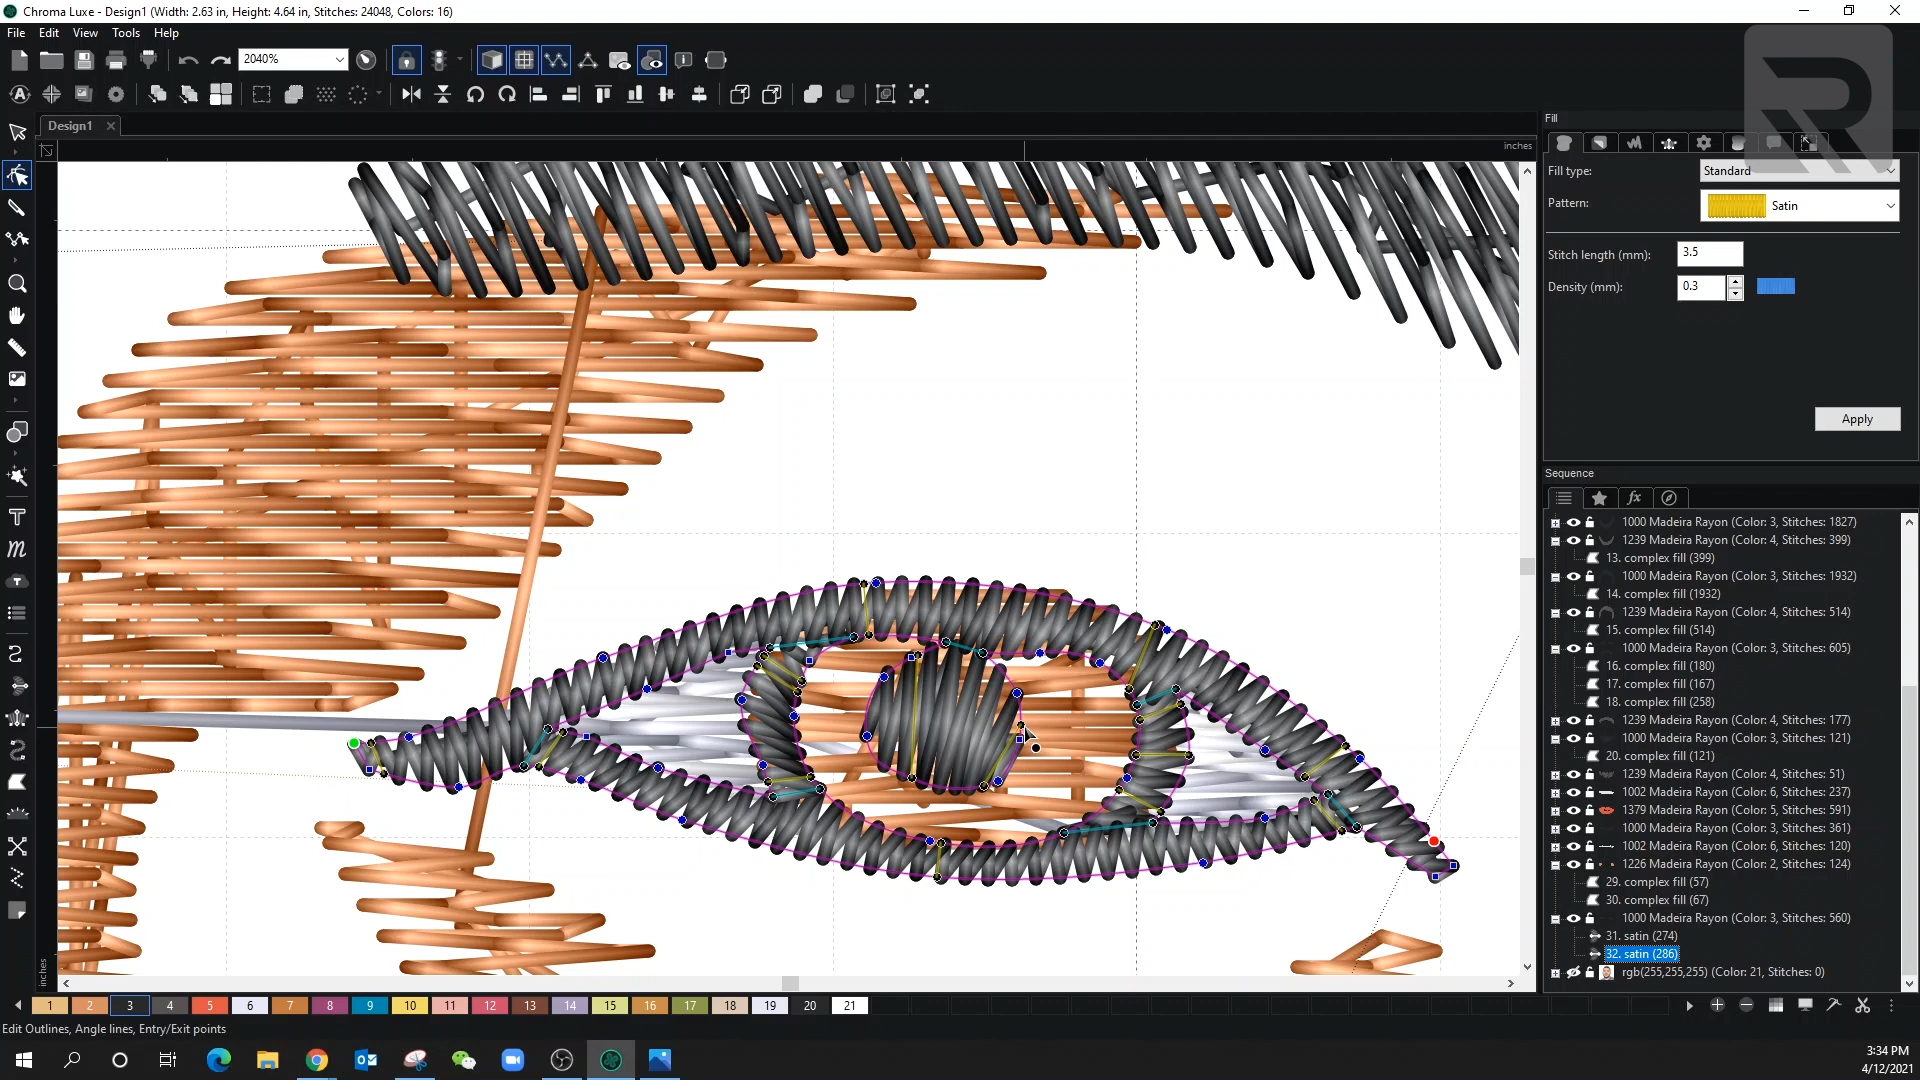 Chroma Luxe - Design1 (Width: 2.63 in, Height: 4.64 in, Stitches: 24048, Colors: 16)
File Edit View Tools Help
2040%
Design1
inches
inches
Fill
Fill type:
Standard
Pattern:
Satin
Stitch length (mm):
3.5
Density (mm):
0.3
Apply
Sequence
1000 Madeira Rayon (Color: 3, Stitches: 1827)
1239 Madeira Rayon (Color: 4, Stitches: 399)
13. complex fill (399)
1000 Madeira Rayon (Color: 3, Stitches: 1932)
14. complex fill (1932)
1239 Madeira Rayon (Color: 4, Stitches: 514)
15. complex fill (514)
1000 Madeira Rayon (Color: 3, Stitches: 605)
16. complex fill (180)
17. complex fill (167)
18. complex fill (258)
1239 Madeira Rayon (Color: 4, Stitches: 177)
1000 Madeira Rayon (Color: 3, Stitches: 121)
20. complex fill (121)
1239 Madeira Rayon (Color: 4, Stitches: 51)
1002 Madeira Rayon (Color: 6, Stitches: 237)
1379 Madeira Rayon (Color: 5, Stitches: 591)
1000 Madeira Rayon (Color: 3, Stitches: 361)
1002 Madeira Rayon (Color: 6, Stitches: 120)
1226 Madeira Rayon (Color: 2, Stitches: 124)
29. complex fill (57)
30. complex fill (67)
1000 Madeira Rayon (Color: 3, Stitches: 560)
31. satin (274)
32. satin (286)
rgb(255,255,255) (Color: 21, Stitches: 0)
1 2 3 4 5 6 7 8 9 10 11 12 13 14 15 16 17 18 19 20 21
Edit Outlines, Angle lines, Entry/Exit points
3:34 PM
4/12/2021